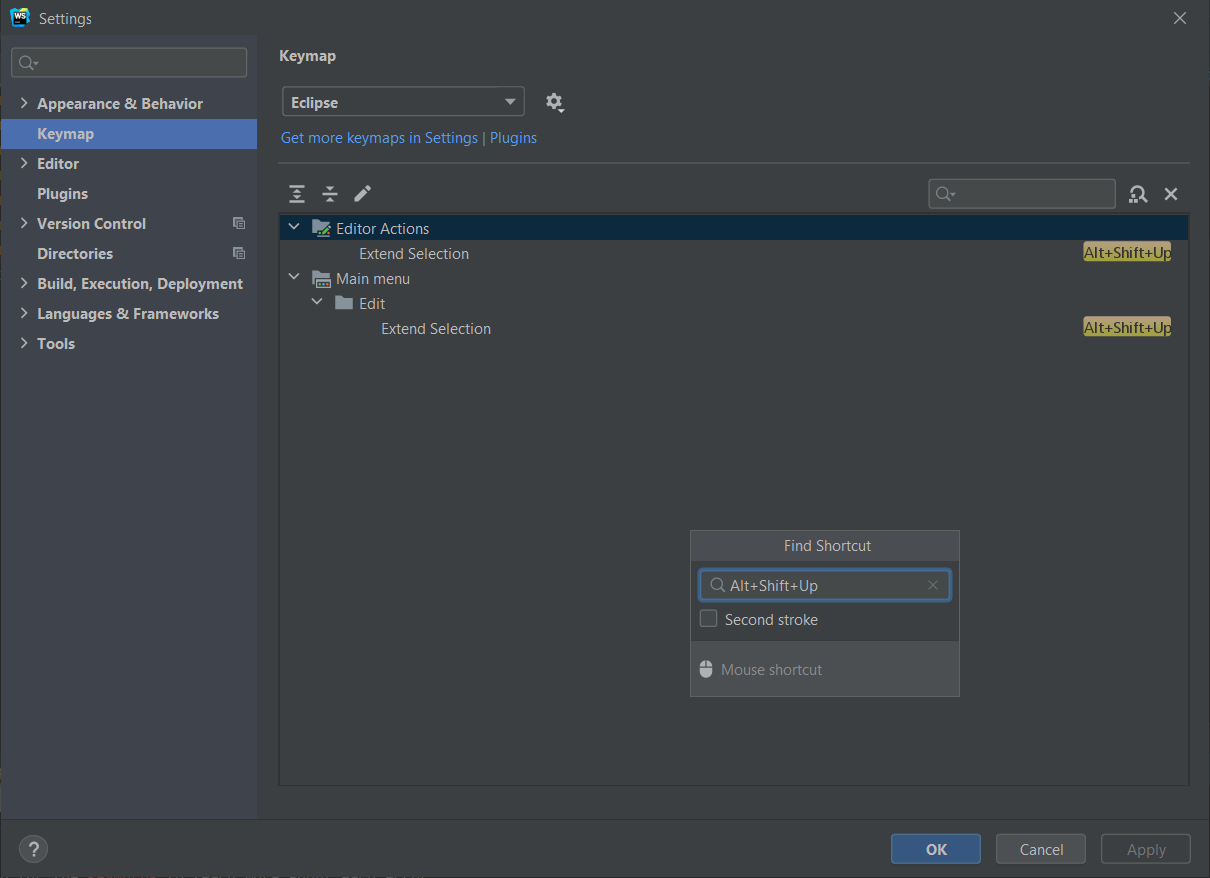 WS Settings
Appearance & Behavior
Keymap
Editor
Plugins
Version Control
Directories
Build, Execution, Deployment
Languages & Frameworks
Tools
Keymap
Eclipse
Get more keymaps in Settings | Plugins
Editor Actions
Extend Selection Alt+Shift+Up
Main menu
Edit
Extend Selection Alt+Shift+Up
Find Shortcut
Alt+Shift+Up
Second stroke
Mouse shortcut
?
OK Cancel Apply